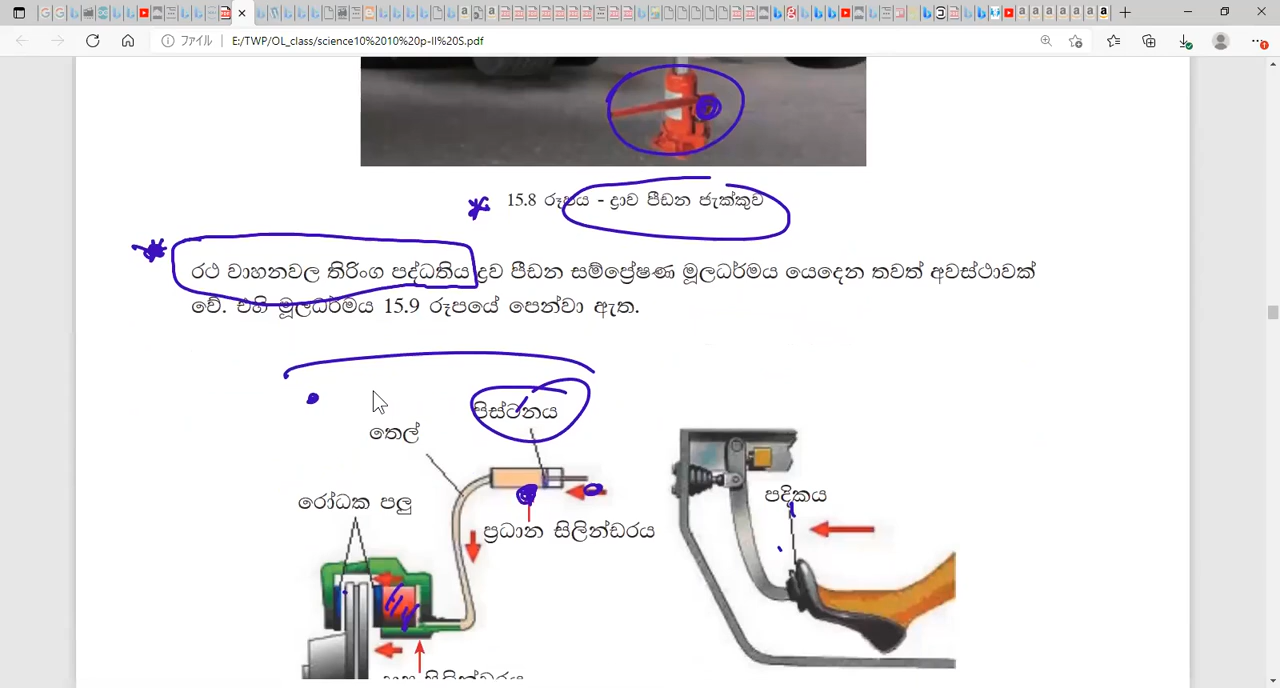 ෆාイル
E:/TWP/OL_class/science10%2010%20p-II%20S.pdf
15.8 රූපය - ද්‍රාව පීඩන ජැක්කුව
රථ වාහනවල තිරිංග පද්ධතිය ද්‍රව පීඩන සම්ප්‍රේෂණ මූලධර්මය යෙදෙන තවත් අවස්ථාවක්
වේ. එහි මූලධර්මය 15.9 රූපයේ පෙන්වා ඇත.
පිස්ටනය
තෙල්
රෝධක පලු
ප්‍රධාන සිලින්ඩරය
පදිකය